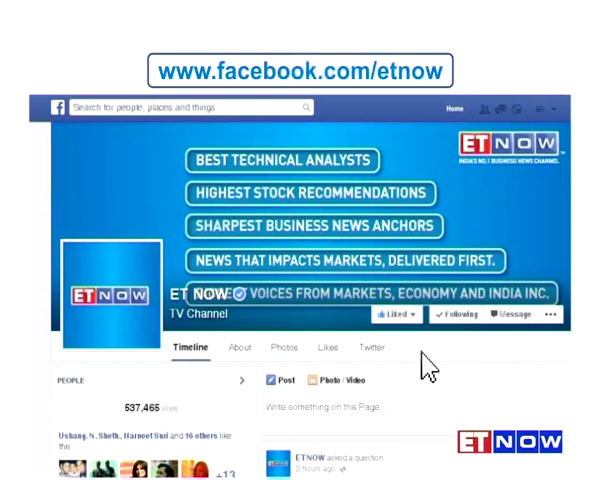 www.facebook.com/etnow
Search for people, places and things
Home
ET NOW
INDIA'S NO.1 BUSINESS NEWS CHANNEL
BEST TECHNICAL ANALYSTS
HIGHEST STOCK RECOMMENDATIONS
SHARPEST BUSINESS NEWS ANCHORS
NEWS THAT IMPACTS MARKETS, DELIVERED FIRST.
VOICES FROM MARKETS, ECONOMY AND INDIA INC.
ET NOW
ET NOW
TV Channel
Liked
Following
Message
Timeline About Photos Likes Twitter
PEOPLE
Post Photo / Video
537,465 likes
Write something on this Page
Ushang. N. Sheth, Harneet Suri and 16 others like
this
ET NOW
ETNOW asked a question
2 hours ago
+13